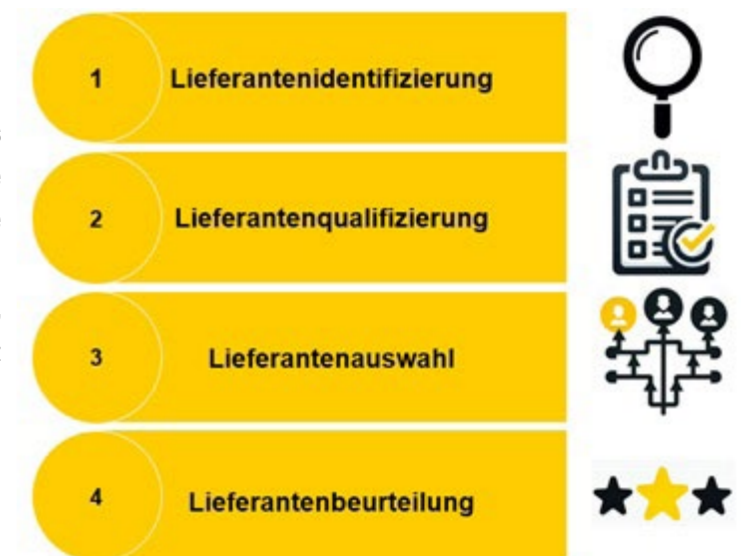 1 Lieferantenidentifizierung
2 Lieferantenqualifizierung
3 Lieferantenauswahl
4 Lieferantenbeurteilung